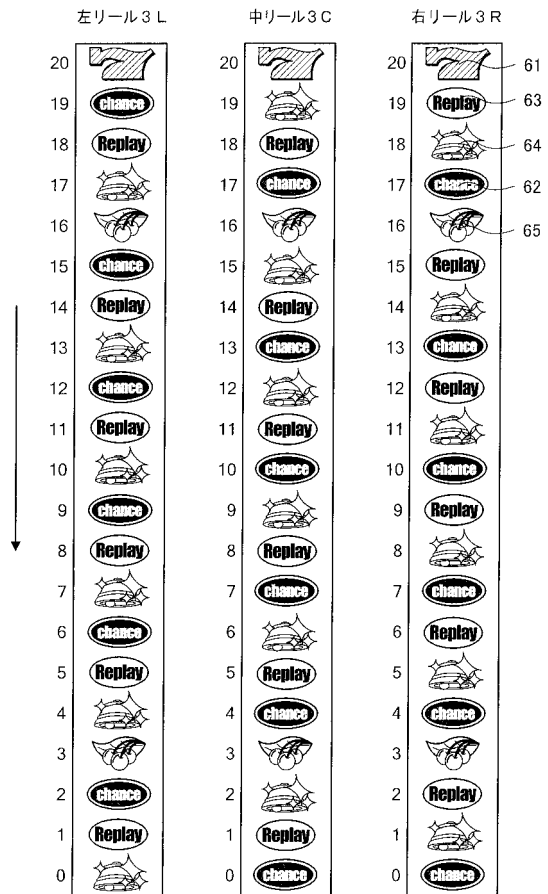 左リール３Ｌ 中リール３Ｃ 右リール３Ｒ
20 7 20 7 20 7 61
19 chance 19 19 Replay 63
18 Replay 18 Replay 18 64
17 17 chance 17 chance 62
16 16 16 65
15 chance 15 15 Replay
14 Replay 14 Replay 14
13 13 chance 13 chance
12 chance 12 12 Replay
11 Replay 11 Replay 11
10 10 chance 10 chance
9 chance 9 9 Replay
8 Replay 8 Replay 8
7 7 chance 7 chance
6 chance 6 6 Replay
5 Replay 5 Replay 5
4 4 chance 4 chance
3 3 3
2 chance 2 2 Replay
1 Replay 1 Replay 1
0 0 chance 0 chance